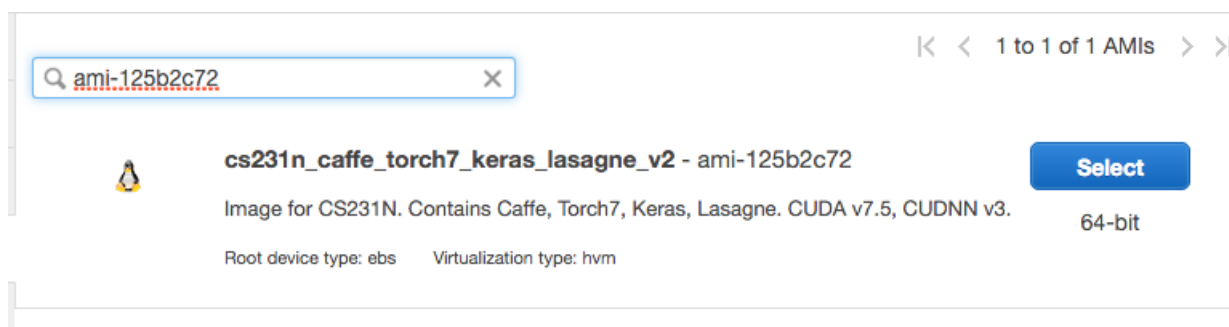 1 to 1 of 1 AMIs
ami-125b2c72
cs231n_caffe_torch7_keras_lasagne_v2 - ami-125b2c72
Select
Image for CS231N. Contains Caffe, Torch7, Keras, Lasagne. CUDA v7.5, CUDNN v3.
64-bit
Root device type: ebs Virtualization type: hvm